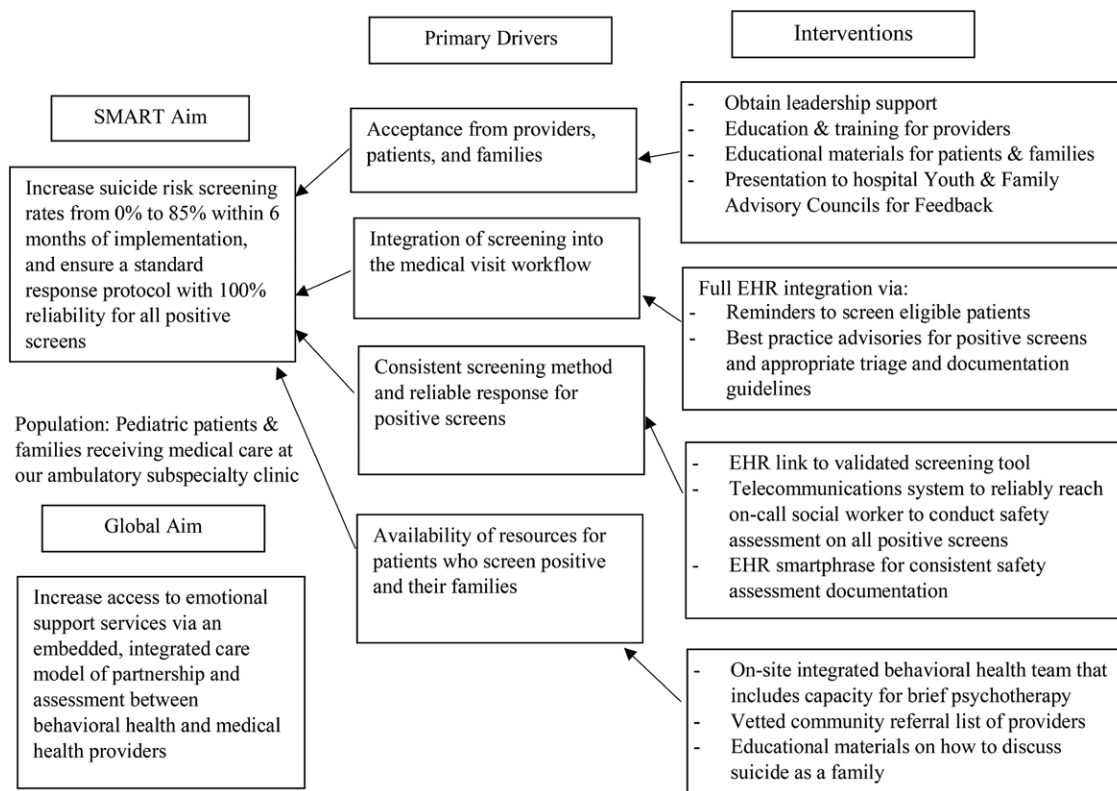 SMART Aim
Increase suicide risk screening
rates from 0% to 85% within 6
months of implementation,
and ensure a standard
response protocol with 100%
reliability for all positive
screens
Population: Pediatric patients &
families receiving medical care at
our ambulatory subspecialty clinic
Global Aim
Increase access to emotional
support services via an
embedded, integrated care
model of partnership and
assessment between
behavioral health and medical
health providers
Primary Drivers
Acceptance from providers,
patients, and families
Integration of screening into
the medical visit workflow
Consistent screening method
and reliable response for
positive screens
Availability of resources for
patients who screen positive
and their families
Interventions
- Obtain leadership support
- Education & training for providers
- Educational materials for patients & families
- Presentation to hospital Youth & Family
Advisory Councils for Feedback
Full EHR integration via:
- Reminders to screen eligible patients
- Best practice advisories for positive screens
and appropriate triage and documentation
guidelines
- EHR link to validated screening tool
- Telecommunications system to reliably reach
on-call social worker to conduct safety
assessment on all positive screens
- EHR smartphrase for consistent safety
assessment documentation
- On-site integrated behavioral health team that
includes capacity for brief psychotherapy
- Vetted community referral list of providers
- Educational materials on how to discuss
suicide as a family